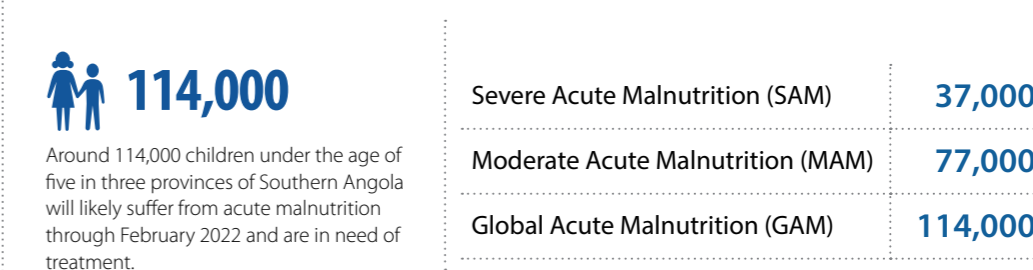 114,000
Around 114,000 children under the age of
five in three provinces of Southern Angola
will likely suffer from acute malnutrition
through February 2022 and are in need of
treatment.
Severe Acute Malnutrition (SAM) 37,000
Moderate Acute Malnutrition (MAM) 77,000
Global Acute Malnutrition (GAM) 114,000